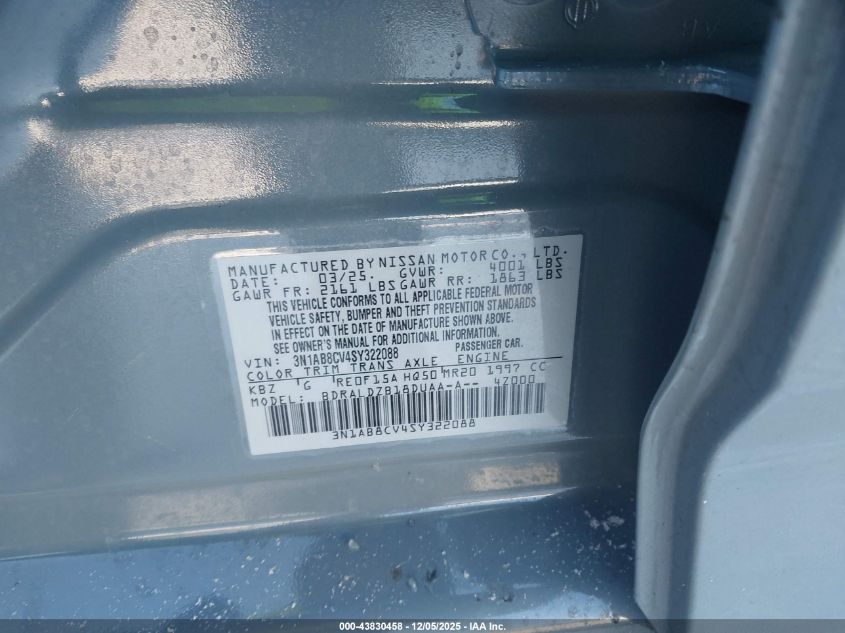 MANUFACTURED BY NISSAN MOTOR CO., LTD.
DATE: 03/25. GVWR: 4001 LBS
GAWR FR: 2161 LBS GAWR RR: 1863 LBS
THIS VEHICLE CONFORMS TO ALL APPLICABLE FEDERAL MOTOR
VEHICLE SAFETY, BUMPER AND THEFT PREVENTION STANDARDS
IN EFFECT ON THE DATE OF MANUFACTURE SHOWN ABOVE.
SEE OWNER'S MANUAL FOR ADDITIONAL INFORMATION.
VIN: 3N1AB8CV4SY322088 PASSENGER CAR.
COLOR TRIM TRANS AXLE ENGINE
KBZ G RE0F15A HQ50 MR20 1997 CC
MODEL: BDRALDZB18DUAA-A-- 47000
3N1AB8CV4SY322088
000-43830458 - 12/05/2025 - IAA Inc.